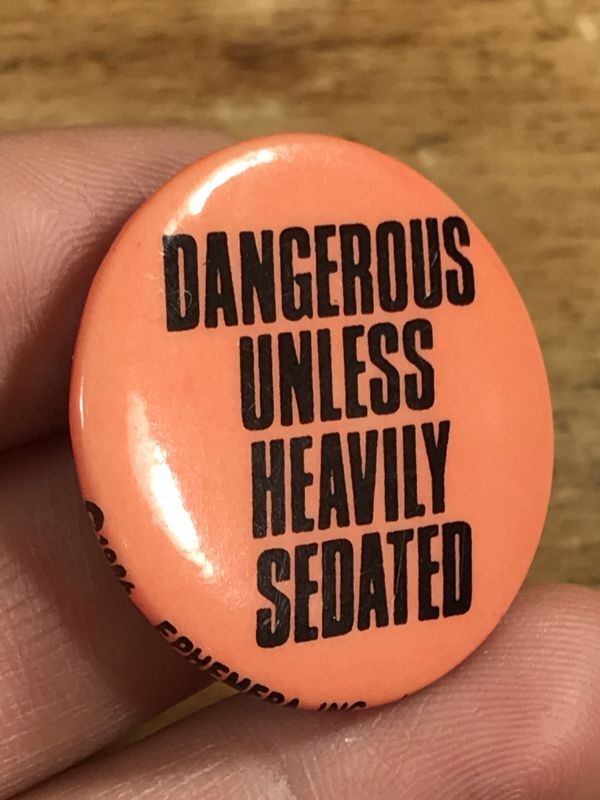 DANGEROUS
UNLESS
HEAVILY
SEDATED
EPHEMERA INC.